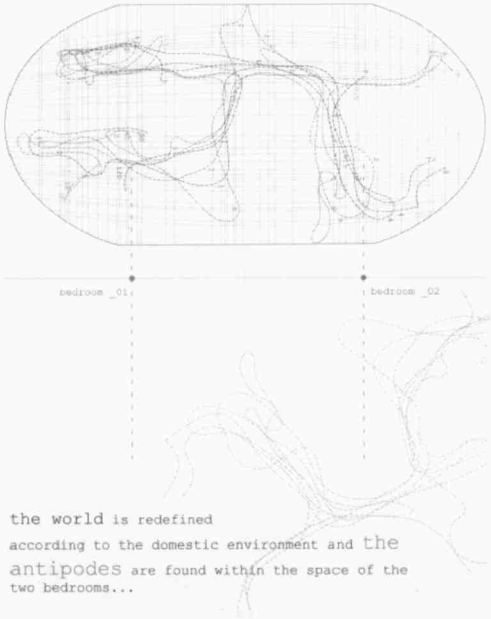 bedroom _01
bedroom _02
the world is redefined
according to the domestic environment and the
antipodes are found within the space of the
two bedrooms...